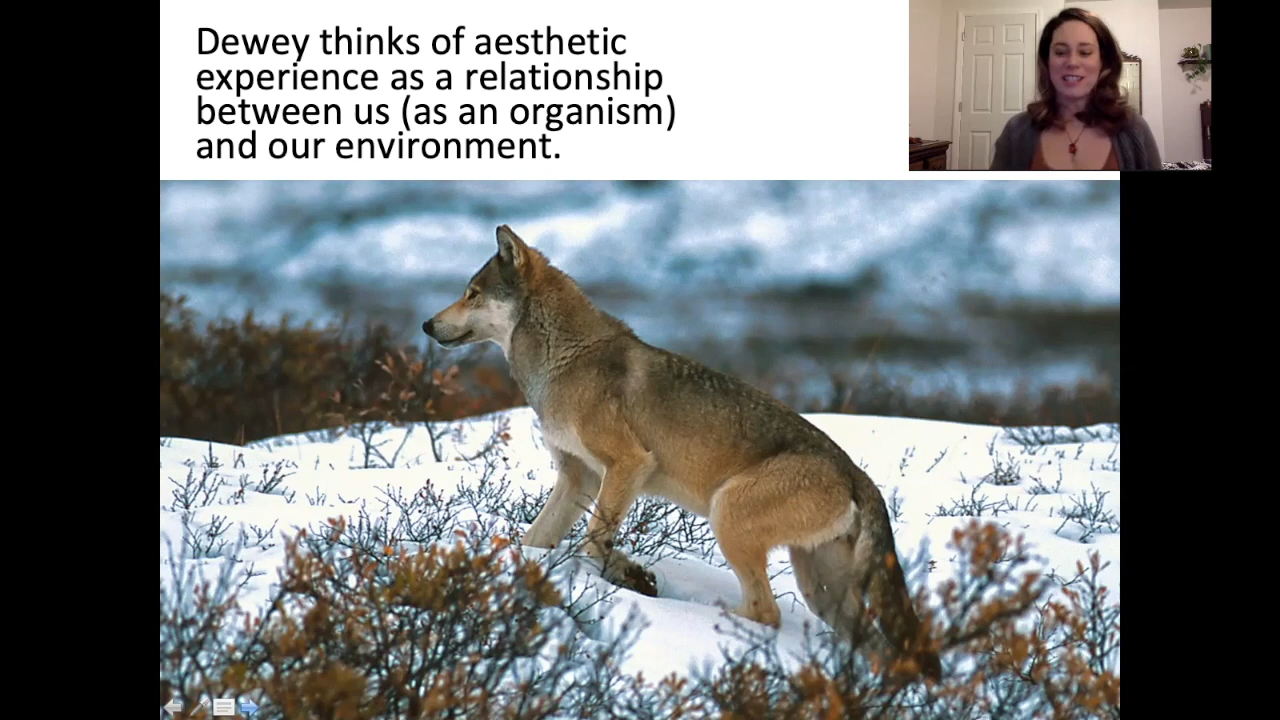 Dewey thinks of aesthetic
experience as a relationship
between us (as an organism)
and our environment.